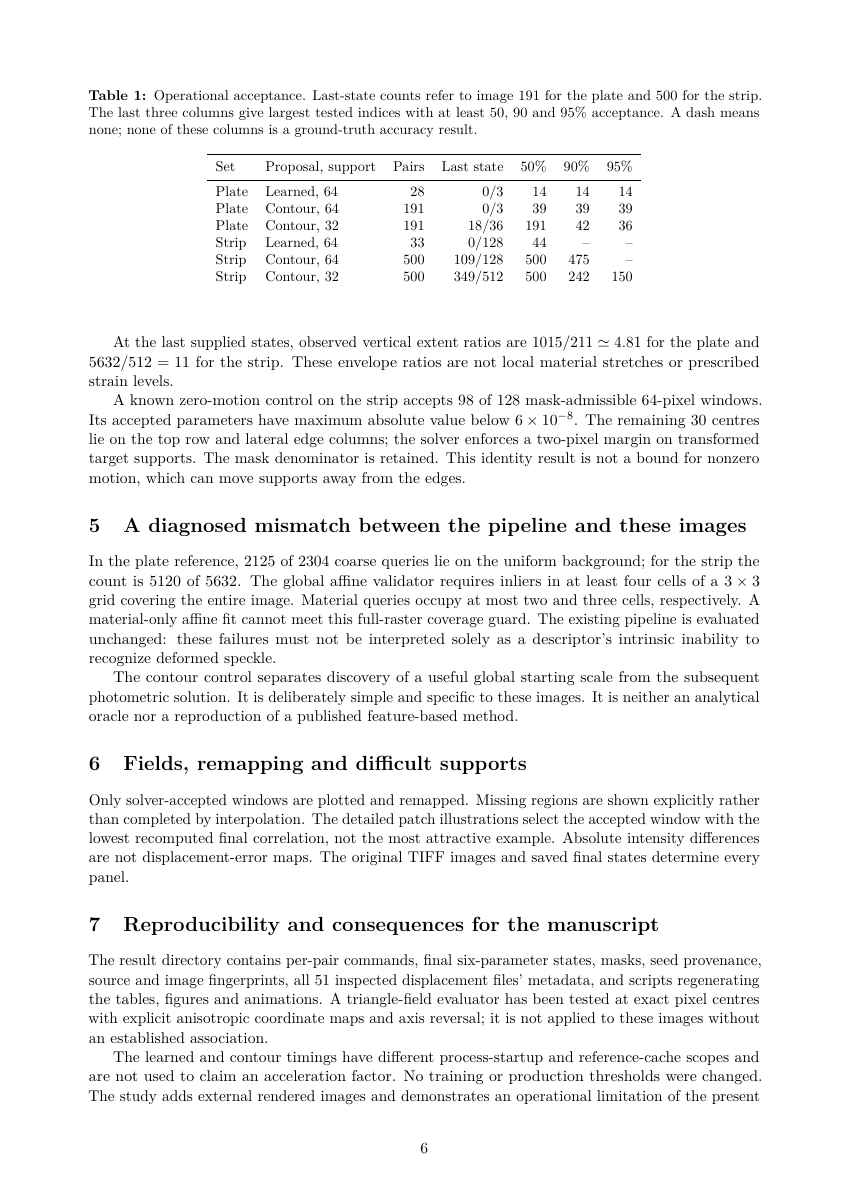 Table 1: Operational acceptance. Last-state counts refer to image 191 for the plate and 500 for the strip.
The last three columns give largest tested indices with at least 50, 90 and 95% acceptance. A dash means
none; none of these columns is a ground-truth accuracy result.
Set Proposal, support Pairs Last state 50% 90% 95%
Plate Learned, 64 28 0/3 14 14 14
Plate Contour, 64 191 0/3 39 39 39
Plate Contour, 32 191 18/36 191 42 36
Strip Learned, 64 33 0/128 44 – –
Strip Contour, 64 500 109/128 500 475 –
Strip Contour, 32 500 349/512 500 242 150
At the last supplied states, observed vertical extent ratios are 1015/211 ≃ 4.81 for the plate and
5632/512 = 11 for the strip. These envelope ratios are not local material stretches or prescribed
strain levels.
A known zero-motion control on the strip accepts 98 of 128 mask-admissible 64-pixel windows.
Its accepted parameters have maximum absolute value below 6 × 10⁻⁸. The remaining 30 centres
lie on the top row and lateral edge columns; the solver enforces a two-pixel margin on transformed
target supports. The mask denominator is retained. This identity result is not a bound for nonzero
motion, which can move supports away from the edges.
5 A diagnosed mismatch between the pipeline and these images
In the plate reference, 2125 of 2304 coarse queries lie on the uniform background; for the strip the
count is 5120 of 5632. The global affine validator requires inliers in at least four cells of a 3 × 3
grid covering the entire image. Material queries occupy at most two and three cells, respectively. A
material-only affine fit cannot meet this full-raster coverage guard. The existing pipeline is evaluated
unchanged: these failures must not be interpreted solely as a descriptor's intrinsic inability to
recognize deformed speckle.
The contour control separates discovery of a useful global starting scale from the subsequent
photometric solution. It is deliberately simple and specific to these images. It is neither an analytical
oracle nor a reproduction of a published feature-based method.
6 Fields, remapping and difficult supports
Only solver-accepted windows are plotted and remapped. Missing regions are shown explicitly rather
than completed by interpolation. The detailed patch illustrations select the accepted window with the
lowest recomputed final correlation, not the most attractive example. Absolute intensity differences
are not displacement-error maps. The original TIFF images and saved final states determine every
panel.
7 Reproducibility and consequences for the manuscript
The result directory contains per-pair commands, final six-parameter states, masks, seed provenance,
source and image fingerprints, all 51 inspected displacement files' metadata, and scripts regenerating
the tables, figures and animations. A triangle-field evaluator has been tested at exact pixel centres
with explicit anisotropic coordinate maps and axis reversal; it is not applied to these images without
an established association.
The learned and contour timings have different process-startup and reference-cache scopes and
are not used to claim an acceleration factor. No training or production thresholds were changed.
The study adds external rendered images and demonstrates an operational limitation of the present
6